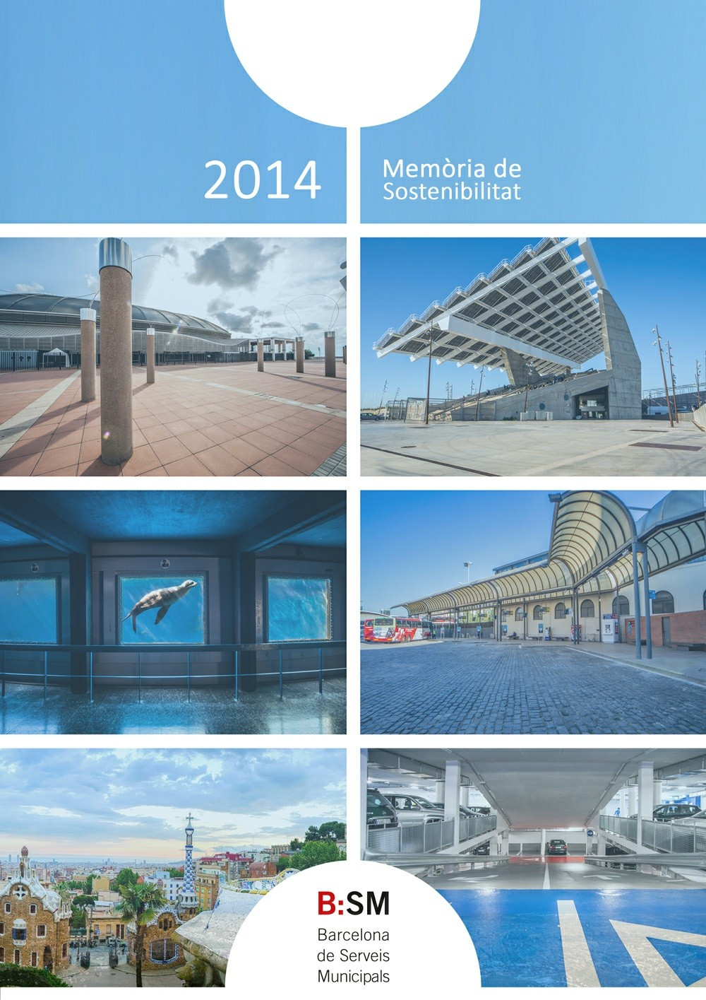 2014
Memòria de
Sostenibilitat
B:SM
Barcelona
de Serveis
Municipals